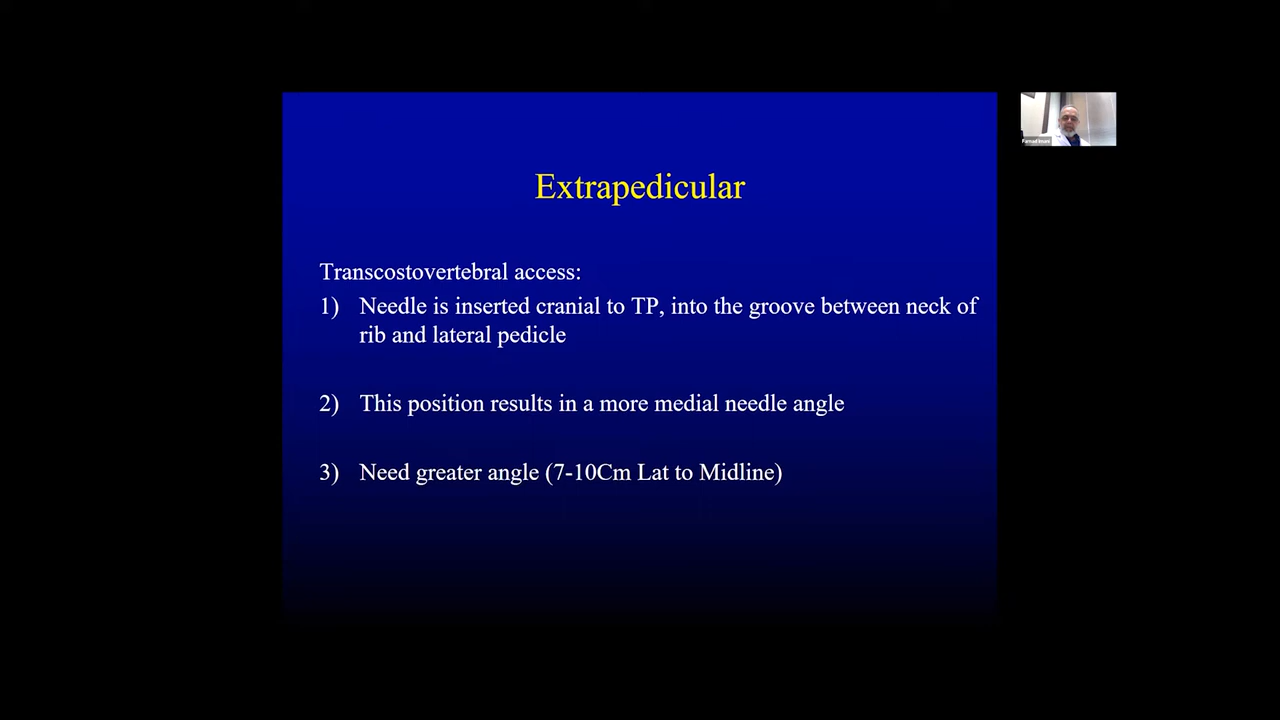 Extrapedicular
Transcostovertebral access:
1) Needle is inserted cranial to TP, into the groove between neck of
rib and lateral pedicle
2) This position results in a more medial needle angle
3) Need greater angle (7-10Cm Lat to Midline)
Farnad Imani